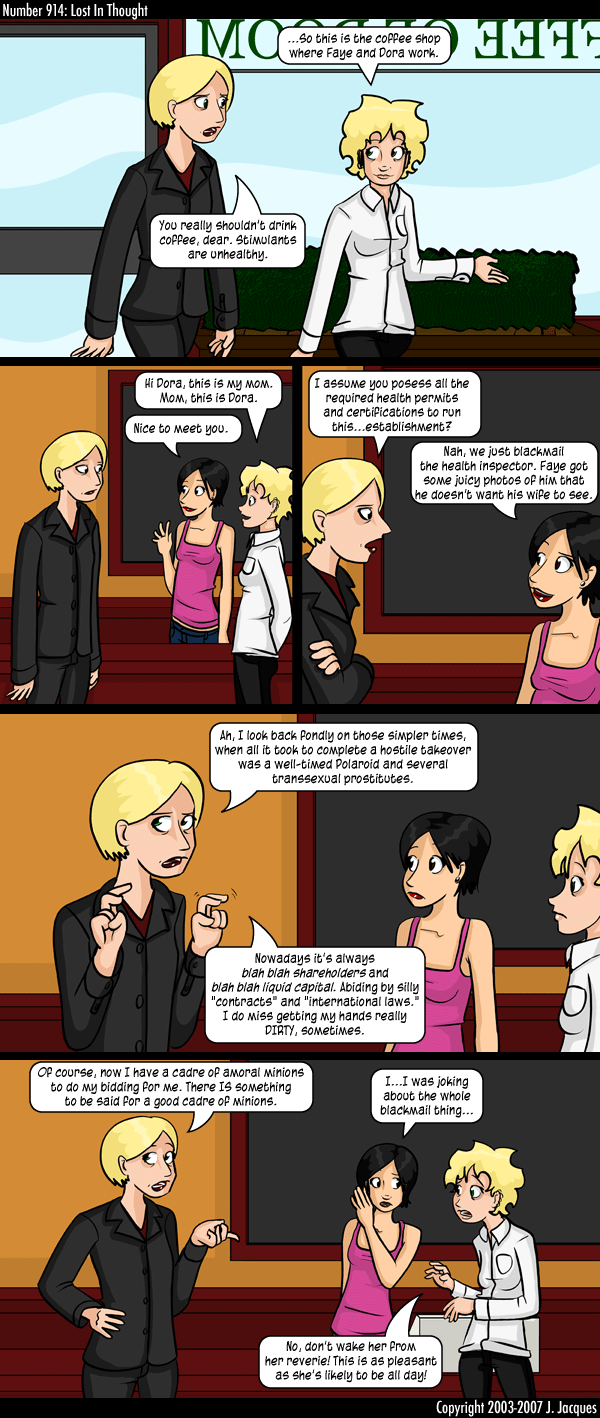 Number 914: Lost In Thought
COFFEE OF DOOM
...So this is the coffee shop
where Faye and Dora work.
You really shouldn't drink
coffee, dear. Stimulants
are unhealthy.
Hi Dora, this is my mom.
Mom, this is Dora.
Nice to meet you.
I assume you posess all the
required health permits
and certifications to run
this...establishment?
Nah, we just blackmail
the health inspector. Faye got
some juicy photos of him that
he doesn't want his wife to see.
Ah, I look back fondly on those simpler times,
when all it took to complete a hostile takeover
was a well-timed Polaroid and several
transsexual prostitutes.
Nowadays it's always
blah blah shareholders and
blah blah liquid capital. Abiding by silly
"contracts" and "international laws."
I do miss getting my hands really
DIRTY, sometimes.
Of course, now I have a cadre of amoral minions
to do my bidding for me. There IS something
to be said for a good cadre of minions.
I...I was joking
about the whole
blackmail thing...
No, don't wake her from
her reverie! This is as pleasant
as she's likely to be all day!
Copyright 2003-2007 J. Jacques